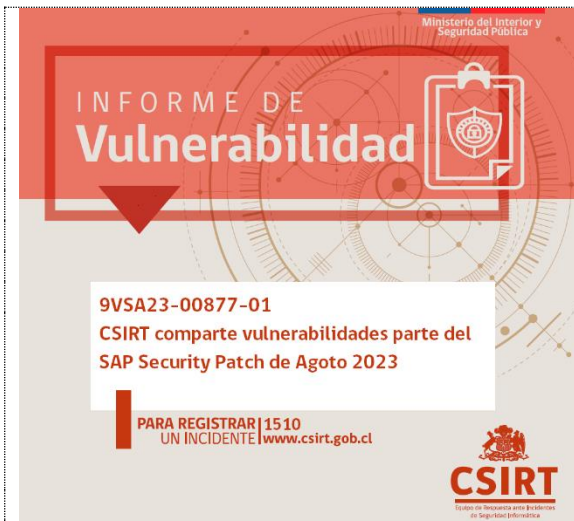 Ministerio del Interior y
Seguridad Pública
INFORME DE
Vulnerabilidad
9VSA23-00877-01
CSIRT comparte vulnerabilidades parte del
SAP Security Patch de Agoto 2023
PARA REGISTRAR | 1510
UN INCIDENTE | www.csirt.gob.cl
CSIRT
Equipo de Respuesta ante Incidentes
de Seguridad Informática